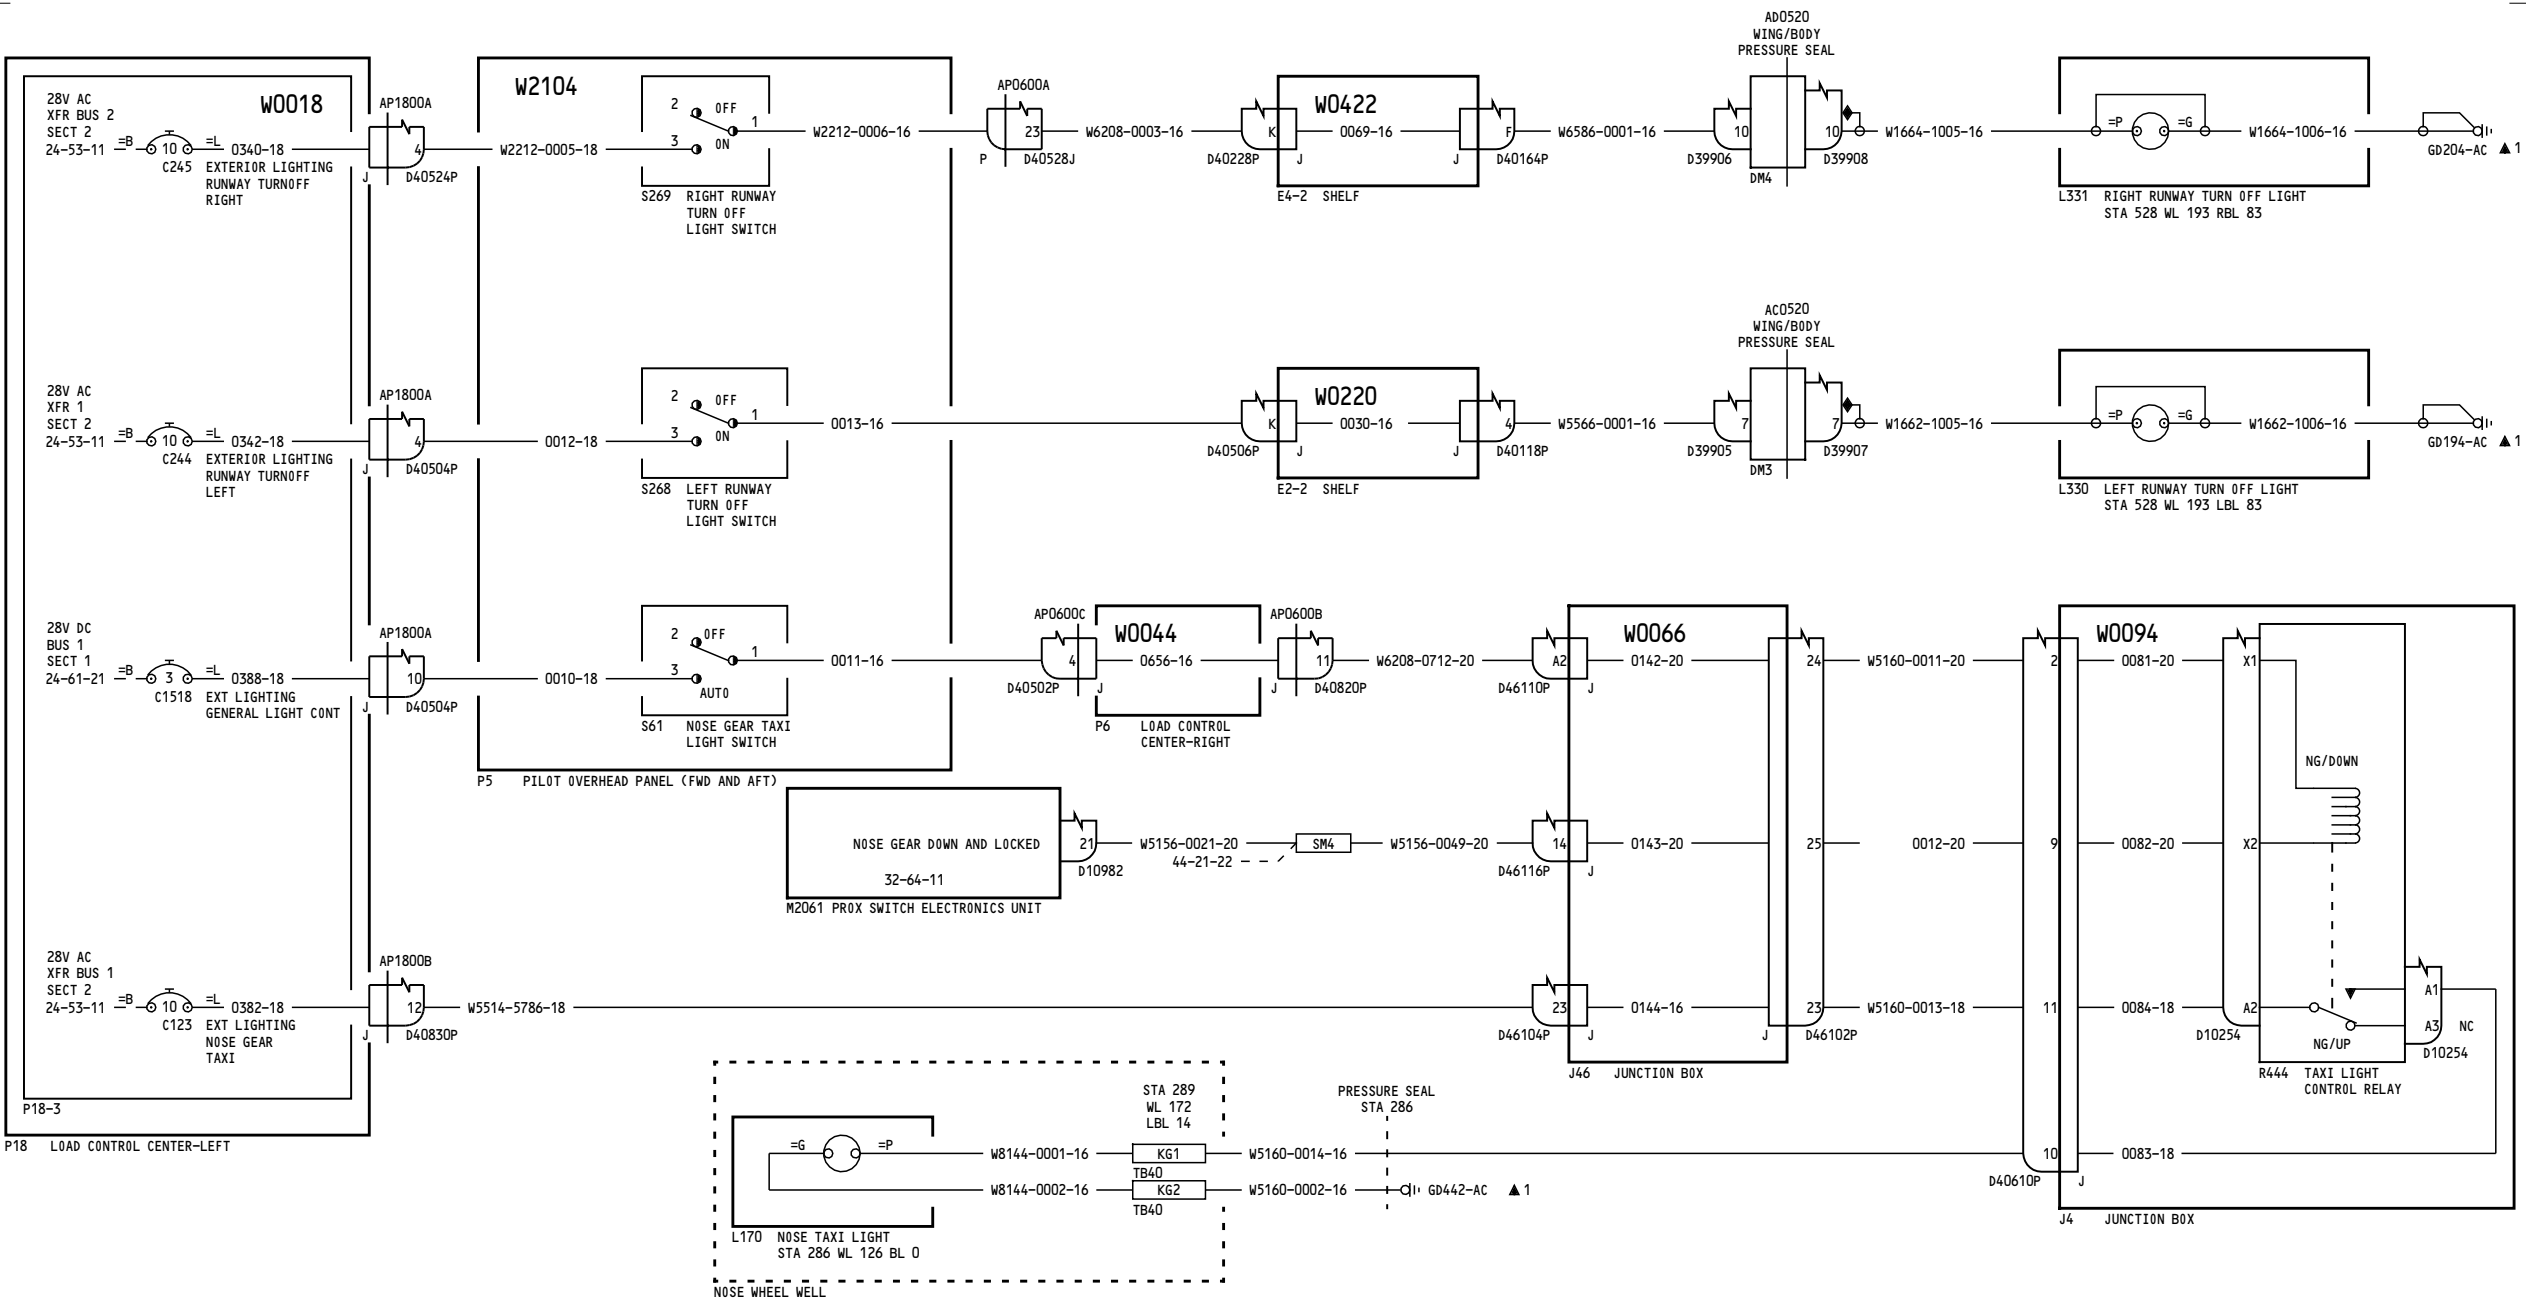 AD0520
WING/BODY
PRESSURE SEAL
28V AC
XFR BUS 2
SECT 2
24-53-11
=B
10
=L
C245
W0018
0340-18
EXTERIOR LIGHTING
RUNWAY TURNOFF
RIGHT
AP1800A
4
J
D40524P
W2104
W2212-0005-18
2
OFF
3
ON
1
S269 RIGHT RUNWAY
TURN OFF
LIGHT SWITCH
W2212-0006-16
AP0600A
23
P
D40528J
W6208-0003-16
K
D40228P
J
W0422
0069-16
J
F
D40164P
E4-2 SHELF
W6586-0001-16
10
D39906
DM4
10
D39908
W1664-1005-16
=P
=G
W1664-1006-16
L331 RIGHT RUNWAY TURN OFF LIGHT
STA 528 WL 193 RBL 83
GD204-AC ▲1
28V AC
XFR 1
SECT 2
24-53-11
=B
10
=L
C244
0342-18
EXTERIOR LIGHTING
RUNWAY TURNOFF
LEFT
AP1800A
4
J
D40504P
0012-18
2
OFF
3
ON
1
S268 LEFT RUNWAY
TURN OFF
LIGHT SWITCH
0013-16
K
D40506P
J
W0220
0030-16
J
4
D40118P
E2-2 SHELF
W5566-0001-16
AC0520
WING/BODY
PRESSURE SEAL
7
D39905
DM3
7
D39907
W1662-1005-16
=P
=G
W1662-1006-16
L330 LEFT RUNWAY TURN OFF LIGHT
STA 528 WL 193 LBL 83
GD194-AC ▲1
28V DC
BUS 1
SECT 1
24-61-21
=B
3
=L
C1518
0388-18
EXT LIGHTING
GENERAL LIGHT CONT
AP1800A
10
J
D40504P
0010-18
2
OFF
3
AUTO
1
S61 NOSE GEAR TAXI
LIGHT SWITCH
P5 PILOT OVERHEAD PANEL (FWD AND AFT)
0011-16
AP0600C
4
D40502P
J
W0044
0656-16
P6 LOAD CONTROL
CENTER-RIGHT
AP0600B
11
J
D40820P
W6208-0712-20
A2
D46110P
J
W0066
0142-20
24
W5160-0011-20
2
W0094
0081-20
X1
NG/DOWN
NOSE GEAR DOWN AND LOCKED
32-64-11
M2061 PROX SWITCH ELECTRONICS UNIT
21
D10982
W5156-0021-20
44-21-22
SM4
W5156-0049-20
14
D46116P
J
0143-20
25
0012-20
9
0082-20
X2
28V AC
XFR BUS 1
SECT 2
24-53-11
=B
10
=L
C123
0382-18
EXT LIGHTING
NOSE GEAR
TAXI
AP1800B
12
J
D40830P
W5514-5786-18
23
D46104P
J
0144-16
J
23
D46102P
J46 JUNCTION BOX
W5160-0013-18
11
0084-18
A2
D10254
NG/UP
A1
A3
NC
D10254
R444 TAXI LIGHT
CONTROL RELAY
P18-3
P18 LOAD CONTROL CENTER-LEFT
=G
=P
L170 NOSE TAXI LIGHT
STA 286 WL 126 BL 0
NOSE WHEEL WELL
W8144-0001-16
W8144-0002-16
STA 289
WL 172
LBL 14
KG1
TB40
KG2
TB40
W5160-0014-16
W5160-0002-16
PRESSURE SEAL
STA 286
GD442-AC ▲1
10
D40610P
J
0083-18
J4 JUNCTION BOX